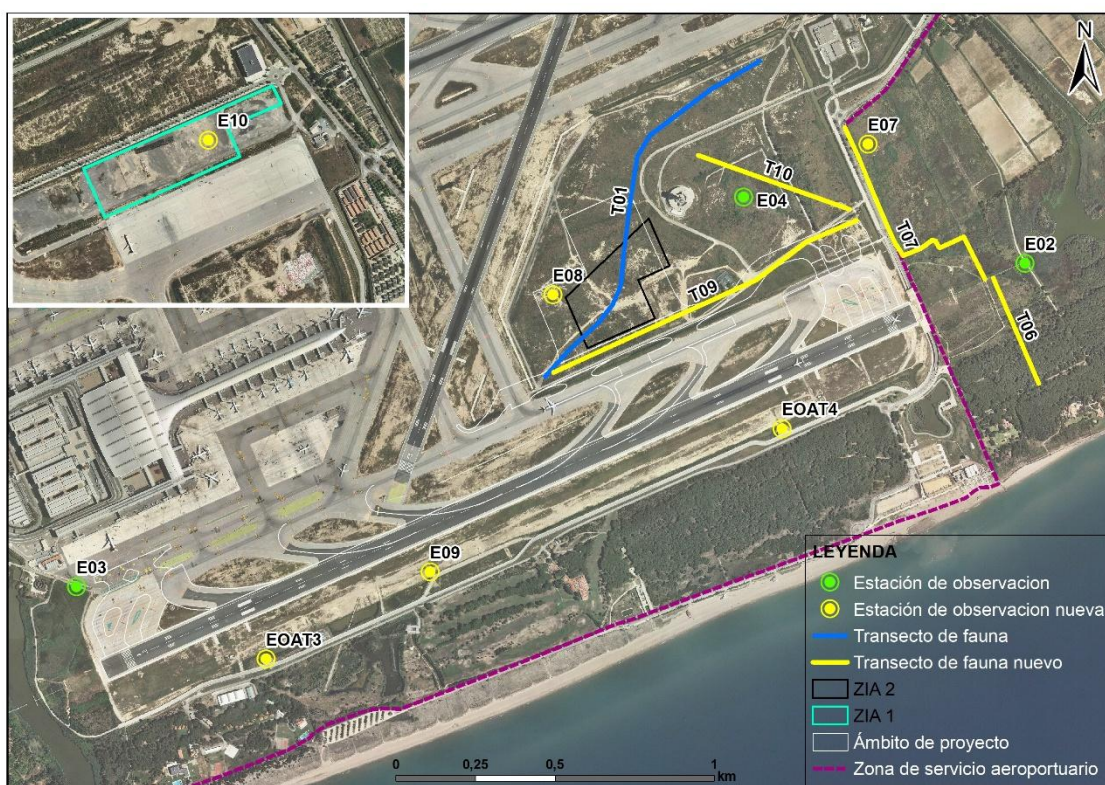 E10
N
E07
T01
T10
E04
T07
E02
E08
T09
T06
EOAT4
E03
E09
EOAT3
LEYENDA
Estación de observacion
Estación de observacion nueva
Transecto de fauna
Transecto de fauna nuevo
ZIA 2
ZIA 1
Ámbito de proyecto
Zona de servicio aeroportuario
0 0,25 0,5 1
km